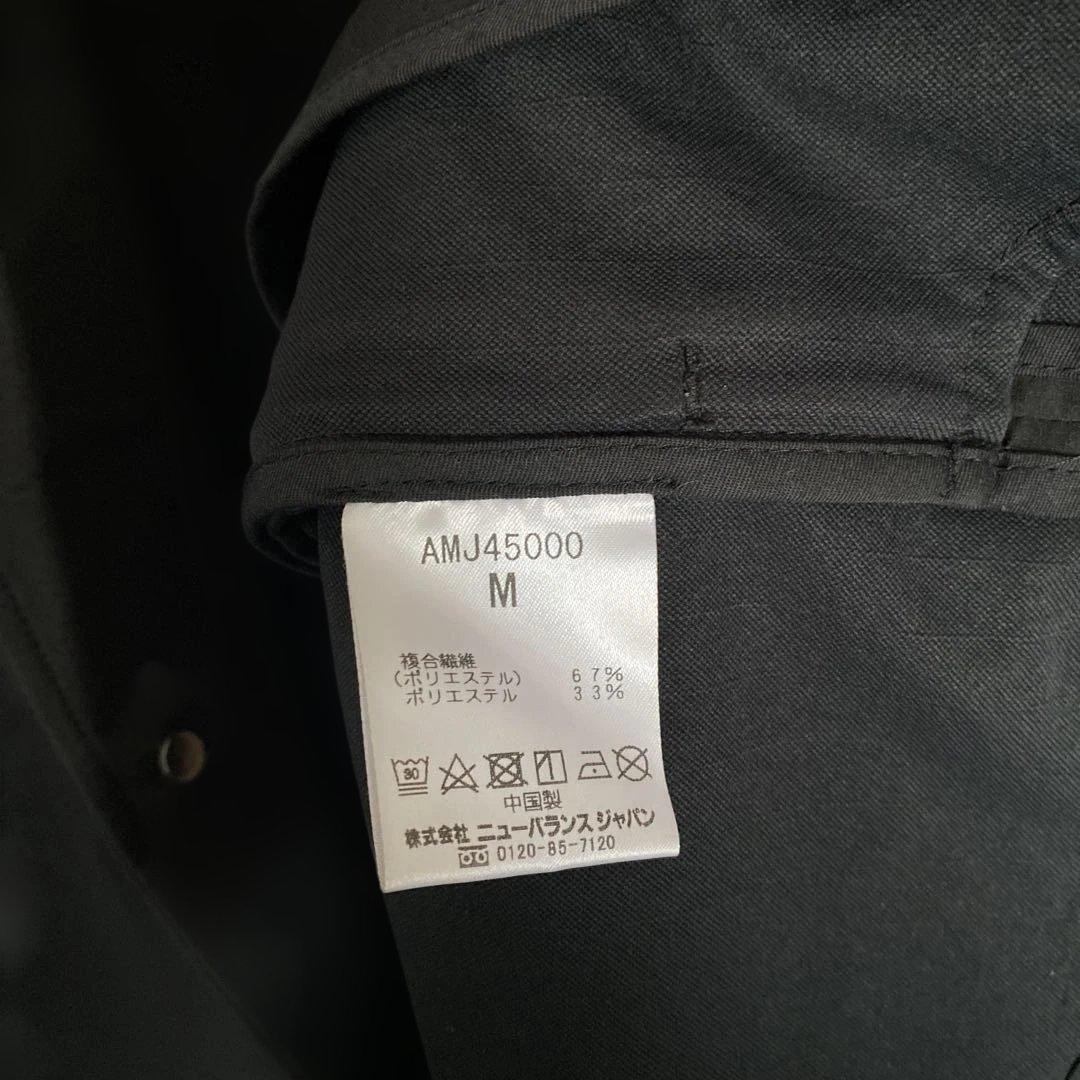 AMJ45000
M
複合繊維
(ポリエステル) 67%
ポリエステル 33%
30
中国製
株式会社 ニューバランス ジャパン
0120-85-7120